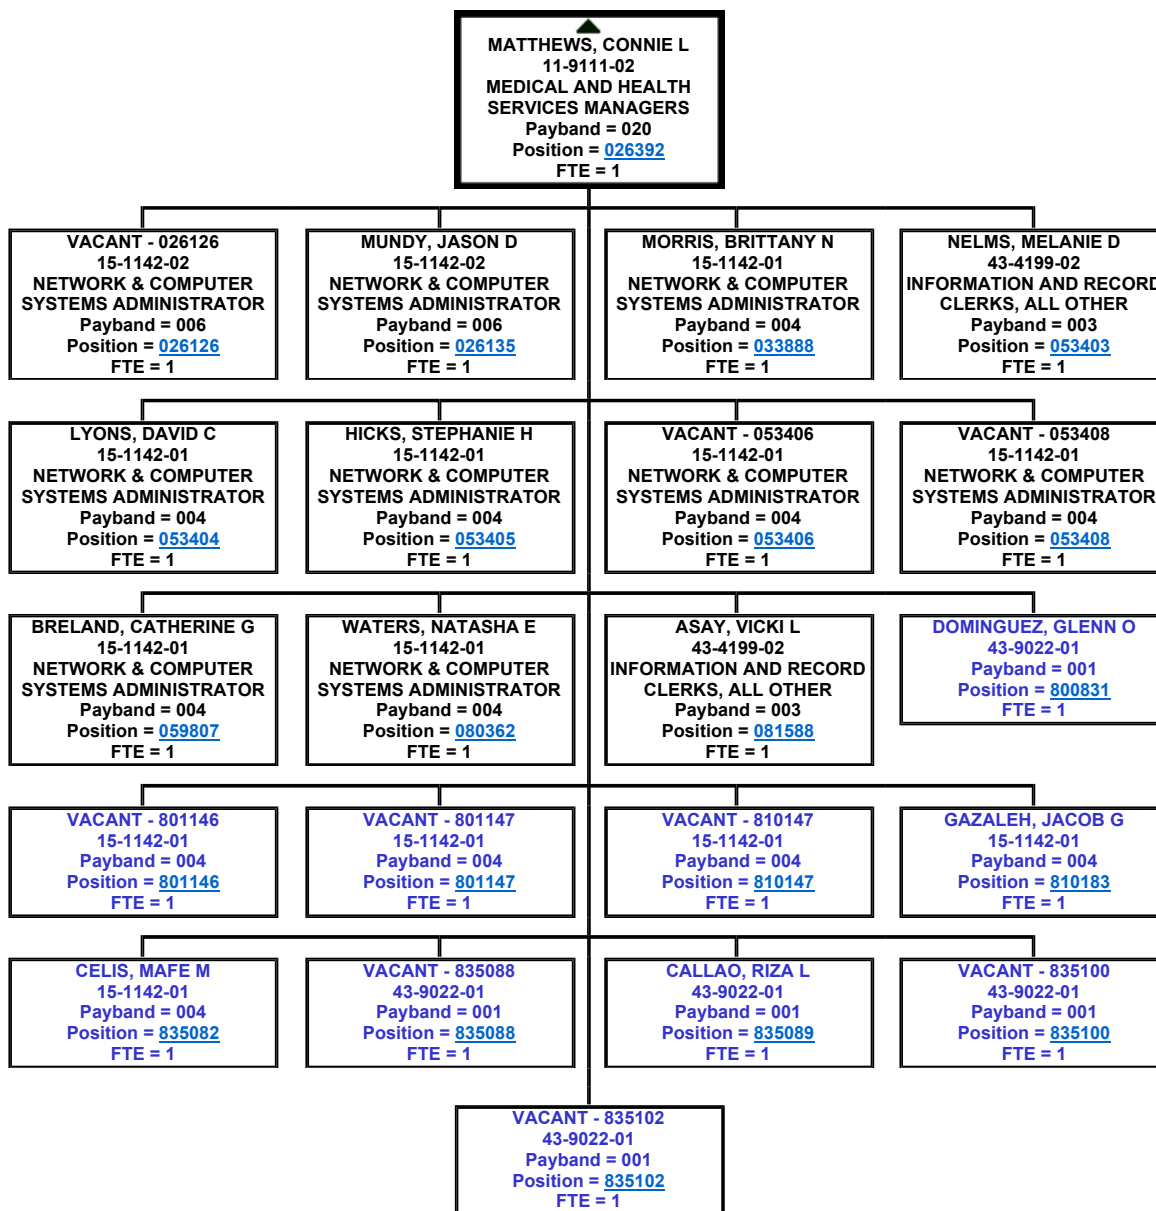 MATTHEWS, CONNIE L
11-9111-02
MEDICAL AND HEALTH
SERVICES MANAGERS
Payband = 020
Position = 026392
FTE = 1
VACANT - 026126
15-1142-02
NETWORK & COMPUTER
SYSTEMS ADMINISTRATOR
Payband = 006
Position = 026126
FTE = 1
MUNDY, JASON D
15-1142-02
NETWORK & COMPUTER
SYSTEMS ADMINISTRATOR
Payband = 006
Position = 026135
FTE = 1
MORRIS, BRITTANY N
15-1142-01
NETWORK & COMPUTER
SYSTEMS ADMINISTRATOR
Payband = 004
Position = 033888
FTE = 1
NELMS, MELANIE D
43-4199-02
INFORMATION AND RECORD
CLERKS, ALL OTHER
Payband = 003
Position = 053403
FTE = 1
LYONS, DAVID C
15-1142-01
NETWORK & COMPUTER
SYSTEMS ADMINISTRATOR
Payband = 004
Position = 053404
FTE = 1
HICKS, STEPHANIE H
15-1142-01
NETWORK & COMPUTER
SYSTEMS ADMINISTRATOR
Payband = 004
Position = 053405
FTE = 1
VACANT - 053406
15-1142-01
NETWORK & COMPUTER
SYSTEMS ADMINISTRATOR
Payband = 004
Position = 053406
FTE = 1
VACANT - 053408
15-1142-01
NETWORK & COMPUTER
SYSTEMS ADMINISTRATOR
Payband = 004
Position = 053408
FTE = 1
BRELAND, CATHERINE G
15-1142-01
NETWORK & COMPUTER
SYSTEMS ADMINISTRATOR
Payband = 004
Position = 059807
FTE = 1
WATERS, NATASHA E
15-1142-01
NETWORK & COMPUTER
SYSTEMS ADMINISTRATOR
Payband = 004
Position = 080362
FTE = 1
ASAY, VICKI L
43-4199-02
INFORMATION AND RECORD
CLERKS, ALL OTHER
Payband = 003
Position = 081588
FTE = 1
DOMINGUEZ, GLENN O
43-9022-01
Payband = 001
Position = 800831
FTE = 1
VACANT - 801146
15-1142-01
Payband = 004
Position = 801146
FTE = 1
VACANT - 801147
15-1142-01
Payband = 004
Position = 801147
FTE = 1
VACANT - 810147
15-1142-01
Payband = 004
Position = 810147
FTE = 1
GAZALEH, JACOB G
15-1142-01
Payband = 004
Position = 810183
FTE = 1
CELIS, MAFE M
15-1142-01
Payband = 004
Position = 835082
FTE = 1
VACANT - 835088
43-9022-01
Payband = 001
Position = 835088
FTE = 1
CALLAO, RIZA L
43-9022-01
Payband = 001
Position = 835089
FTE = 1
VACANT - 835100
43-9022-01
Payband = 001
Position = 835100
FTE = 1
VACANT - 835102
43-9022-01
Payband = 001
Position = 835102
FTE = 1